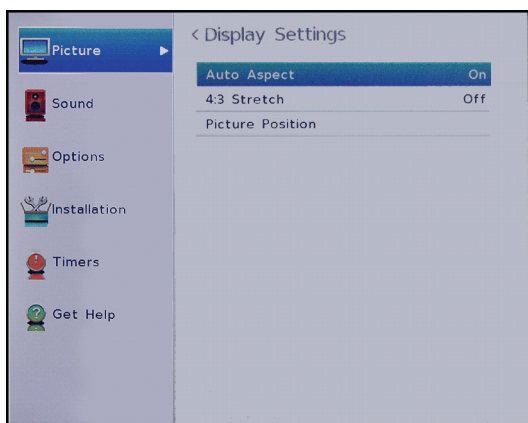 Picture
Sound
Options
Installation
Timers
Get Help
< Display Settings
Auto Aspect On
4:3 Stretch Off
Picture Position